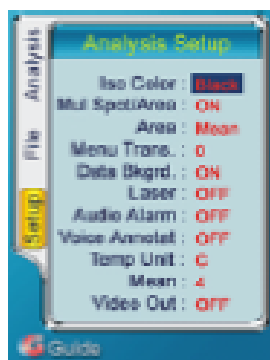 Analysis Setup
Iso Color : Black
Mul Spot/Area : ON
Area : Mean
Menu Trans. : 0
Data Bkgrd. : ON
Laser : OFF
Audio Alarm : OFF
Voice Annotat : OFF
Temp Unit : C
Mean : 4
Video Out : OFF
Analysis
File
Setup
Guide